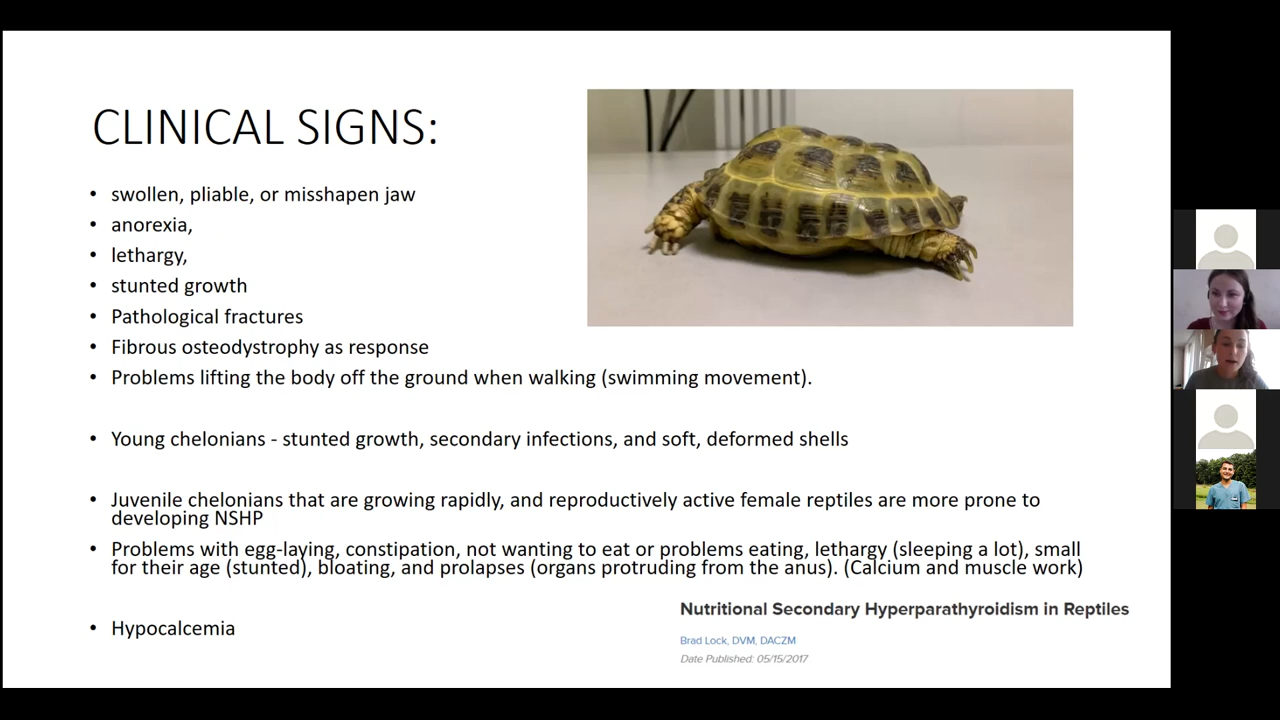 CLINICAL SIGNS:
• swollen, pliable, or misshapen jaw
• anorexia,
• lethargy,
• stunted growth
• Pathological fractures
• Fibrous osteodystrophy as response
• Problems lifting the body off the ground when walking (swimming movement).
• Young chelonians - stunted growth, secondary infections, and soft, deformed shells
• Juvenile chelonians that are growing rapidly, and reproductively active female reptiles are more prone to
developing NSHP
• Problems with egg-laying, constipation, not wanting to eat or problems eating, lethargy (sleeping a lot), small
for their age (stunted), bloating, and prolapses (organs protruding from the anus). (Calcium and muscle work)
• Hypocalcemia
Nutritional Secondary Hyperparathyroidism in Reptiles
Brad Lock, DVM, DACZM
Date Published: 05/15/2017